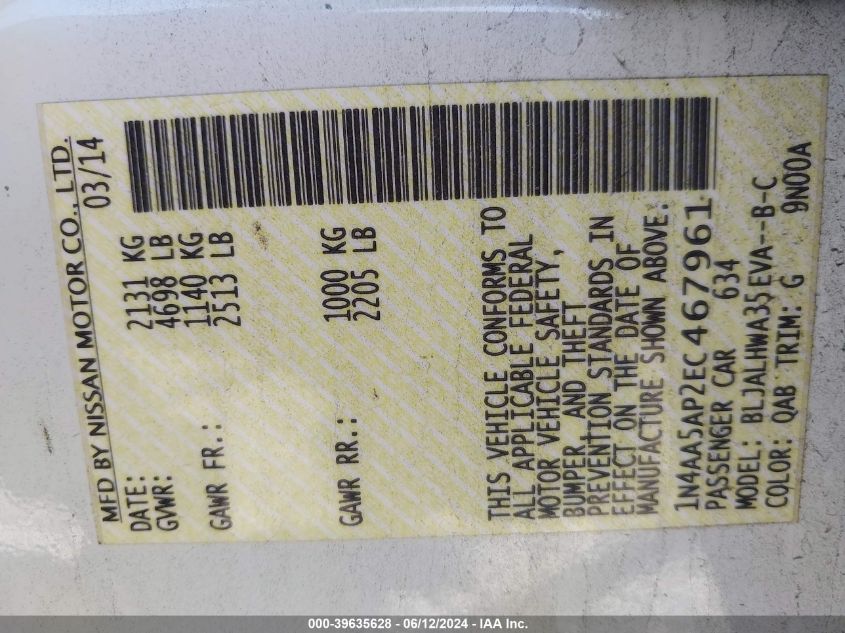 MFD BY NISSAN MOTOR CO., LTD.
DATE: 03/14
GVWR: 2131 KG
4698 LB
GAWR FR.: 1140 KG
2513 LB
GAWR RR.: 1000 KG
2205 LB
THIS VEHICLE CONFORMS TO
ALL APPLICABLE FEDERAL
MOTOR VEHICLE SAFETY,
BUMPER, AND THEFT
PREVENTION STANDARDS IN
EFFECT ON THE DATE OF
MANUFACTURE SHOWN ABOVE.
1N4AA5AP2EC467961
PASSENGER CAR 634
MODEL: BLJALHWA35EVA--B-C
COLOR: QAB TRIM: G 9N00A
000-39635628 - 06/12/2024 - IAA Inc.